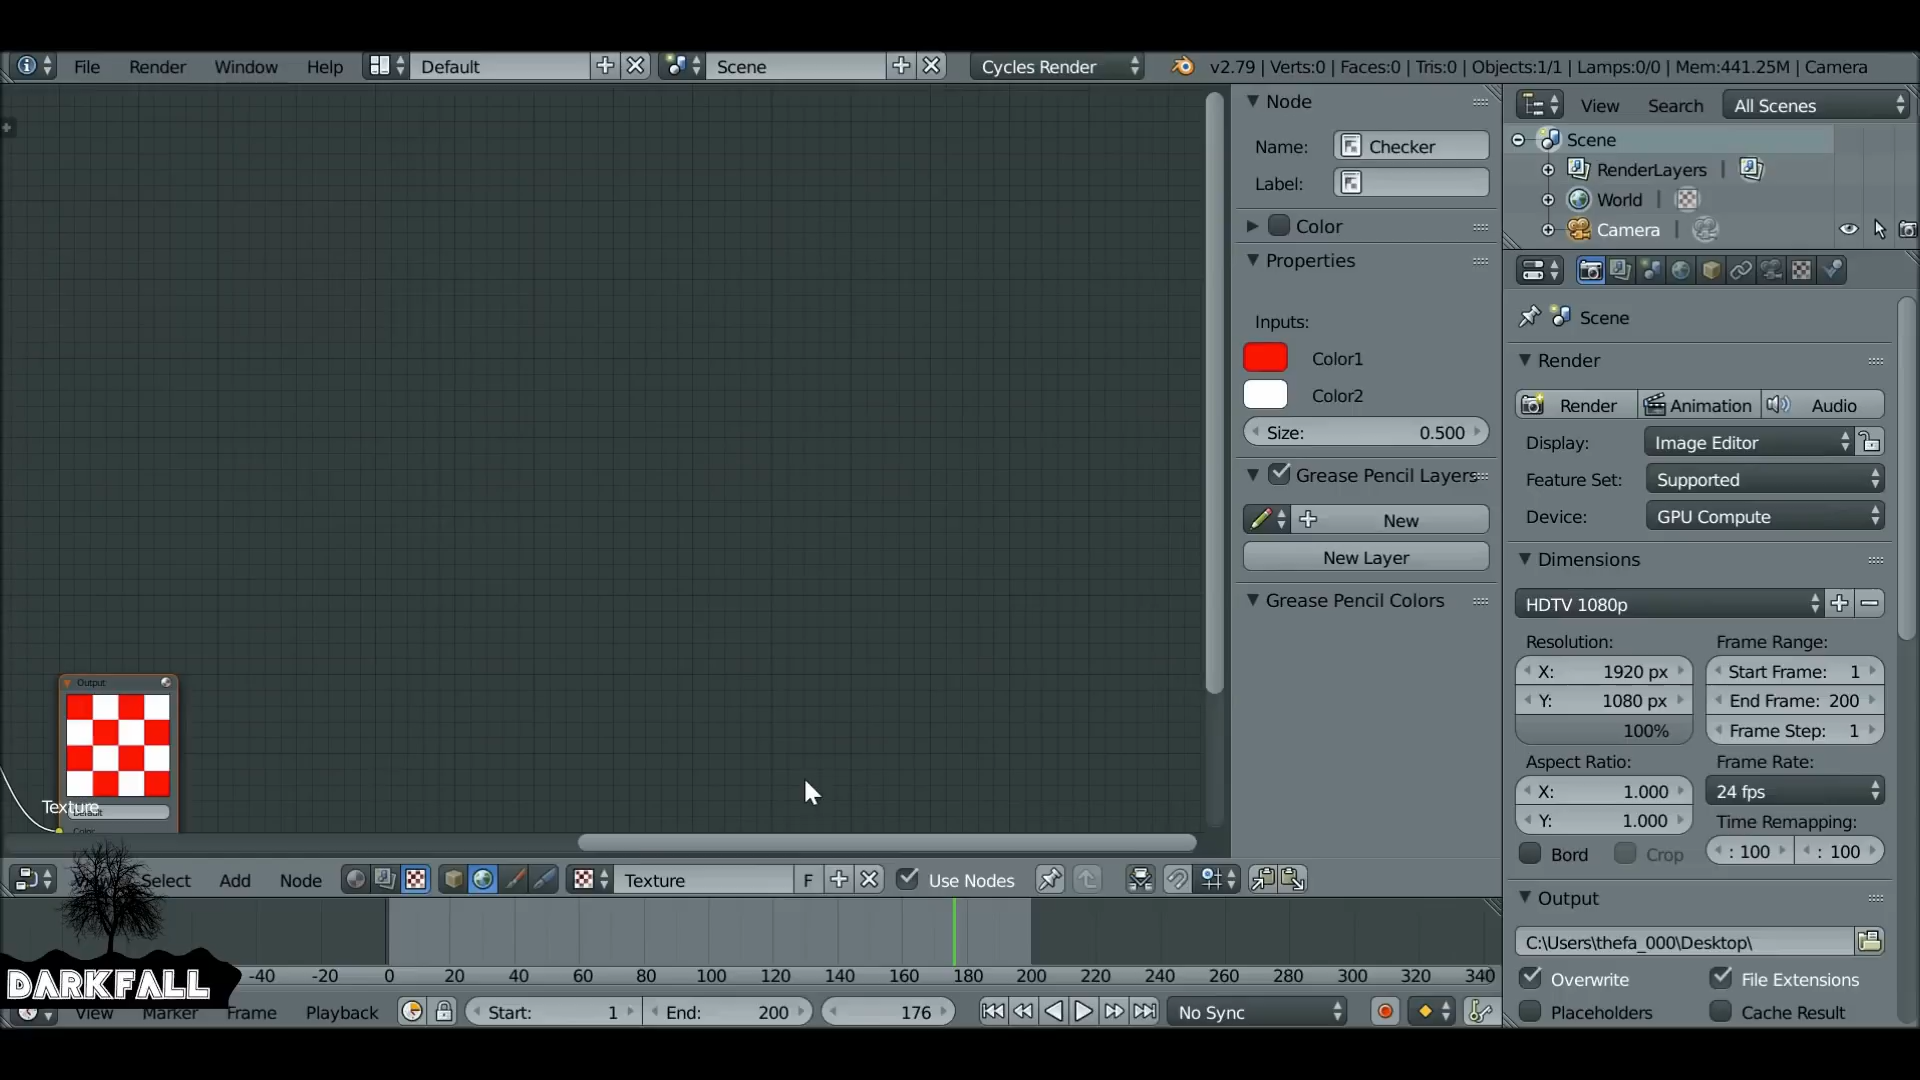 File Render Window Help Default Scene Cycles Render v2.79 | Verts:0 | Faces:0 | Tris:0 | Objects:1/1 | Lamps:0/0 | Mem:441.25M | Camera
Node
Name: Checker
Label:
Color
Properties
Inputs:
Color1
Color2
Size: 0.500
Grease Pencil Layers
New
New Layer
Grease Pencil Colors
View Search All Scenes
Scene
RenderLayers |
World |
Camera |
Scene
Render
Render Animation Audio
Display: Image Editor
Feature Set: Supported
Device: GPU Compute
Dimensions
HDTV 1080p
Resolution: Frame Range:
X: 1920 px Start Frame: 1
Y: 1080 px End Frame: 200
100% Frame Step: 1
Aspect Ratio: Frame Rate:
X: 1.000 24 fps
Y: 1.000 Time Remapping:
: 100 : 100
Bord Crop
Output
C:\Users\thefa_000\Desktop\
Overwrite File Extensions
Placeholders Cache Result
Output
Texture
Default
Color
View Select Add Node Texture F Use Nodes
-40 -20 0 20 40 60 80 100 120 140 160 180 200 220 240 260 280 300 320 340
DARKFALL
View Marker Frame Playback Start: 1 End: 200 176 No Sync